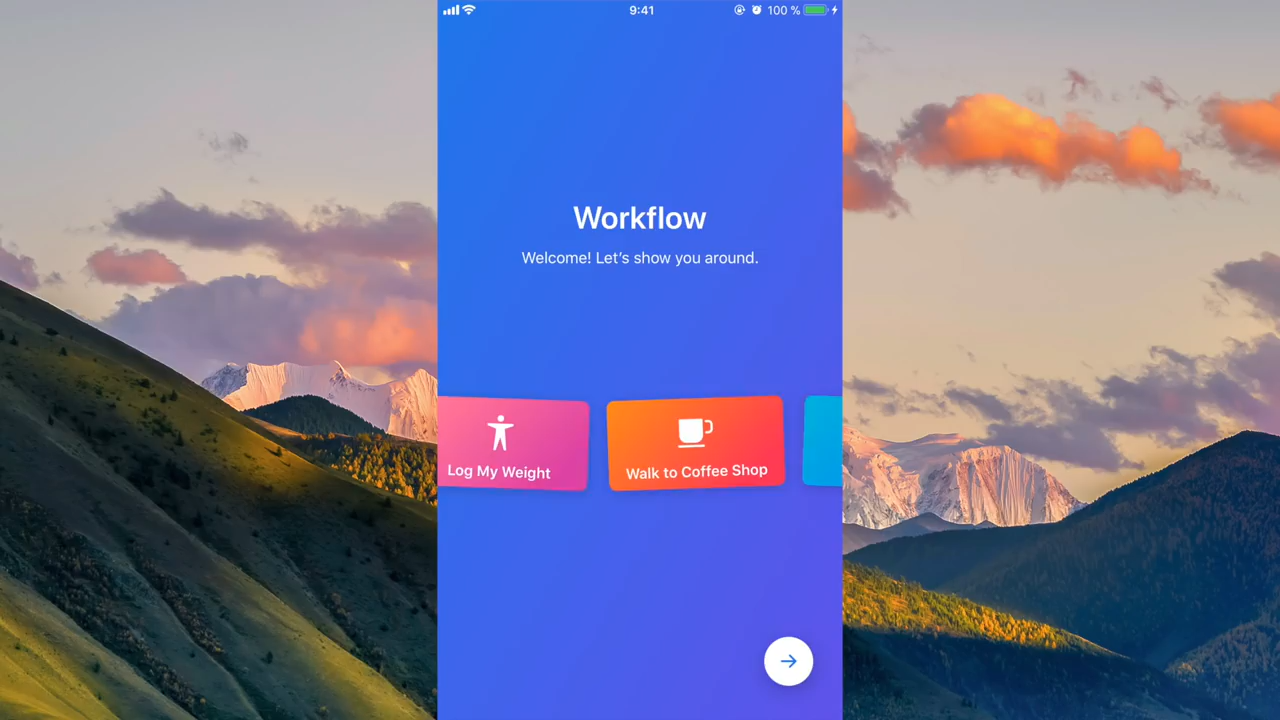 9:41
100 %
Workflow
Welcome! Let’s show you around.
Log My Weight
Walk to Coffee Shop